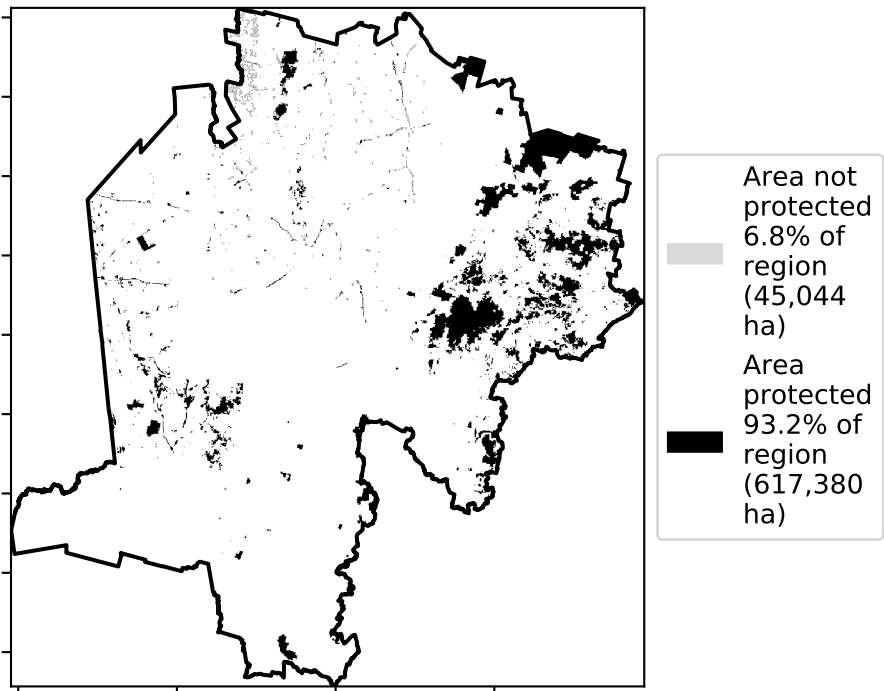 Area not
protected
6.8% of
region
(45,044
ha)
Area
protected
93.2% of
region
(617,380
ha)